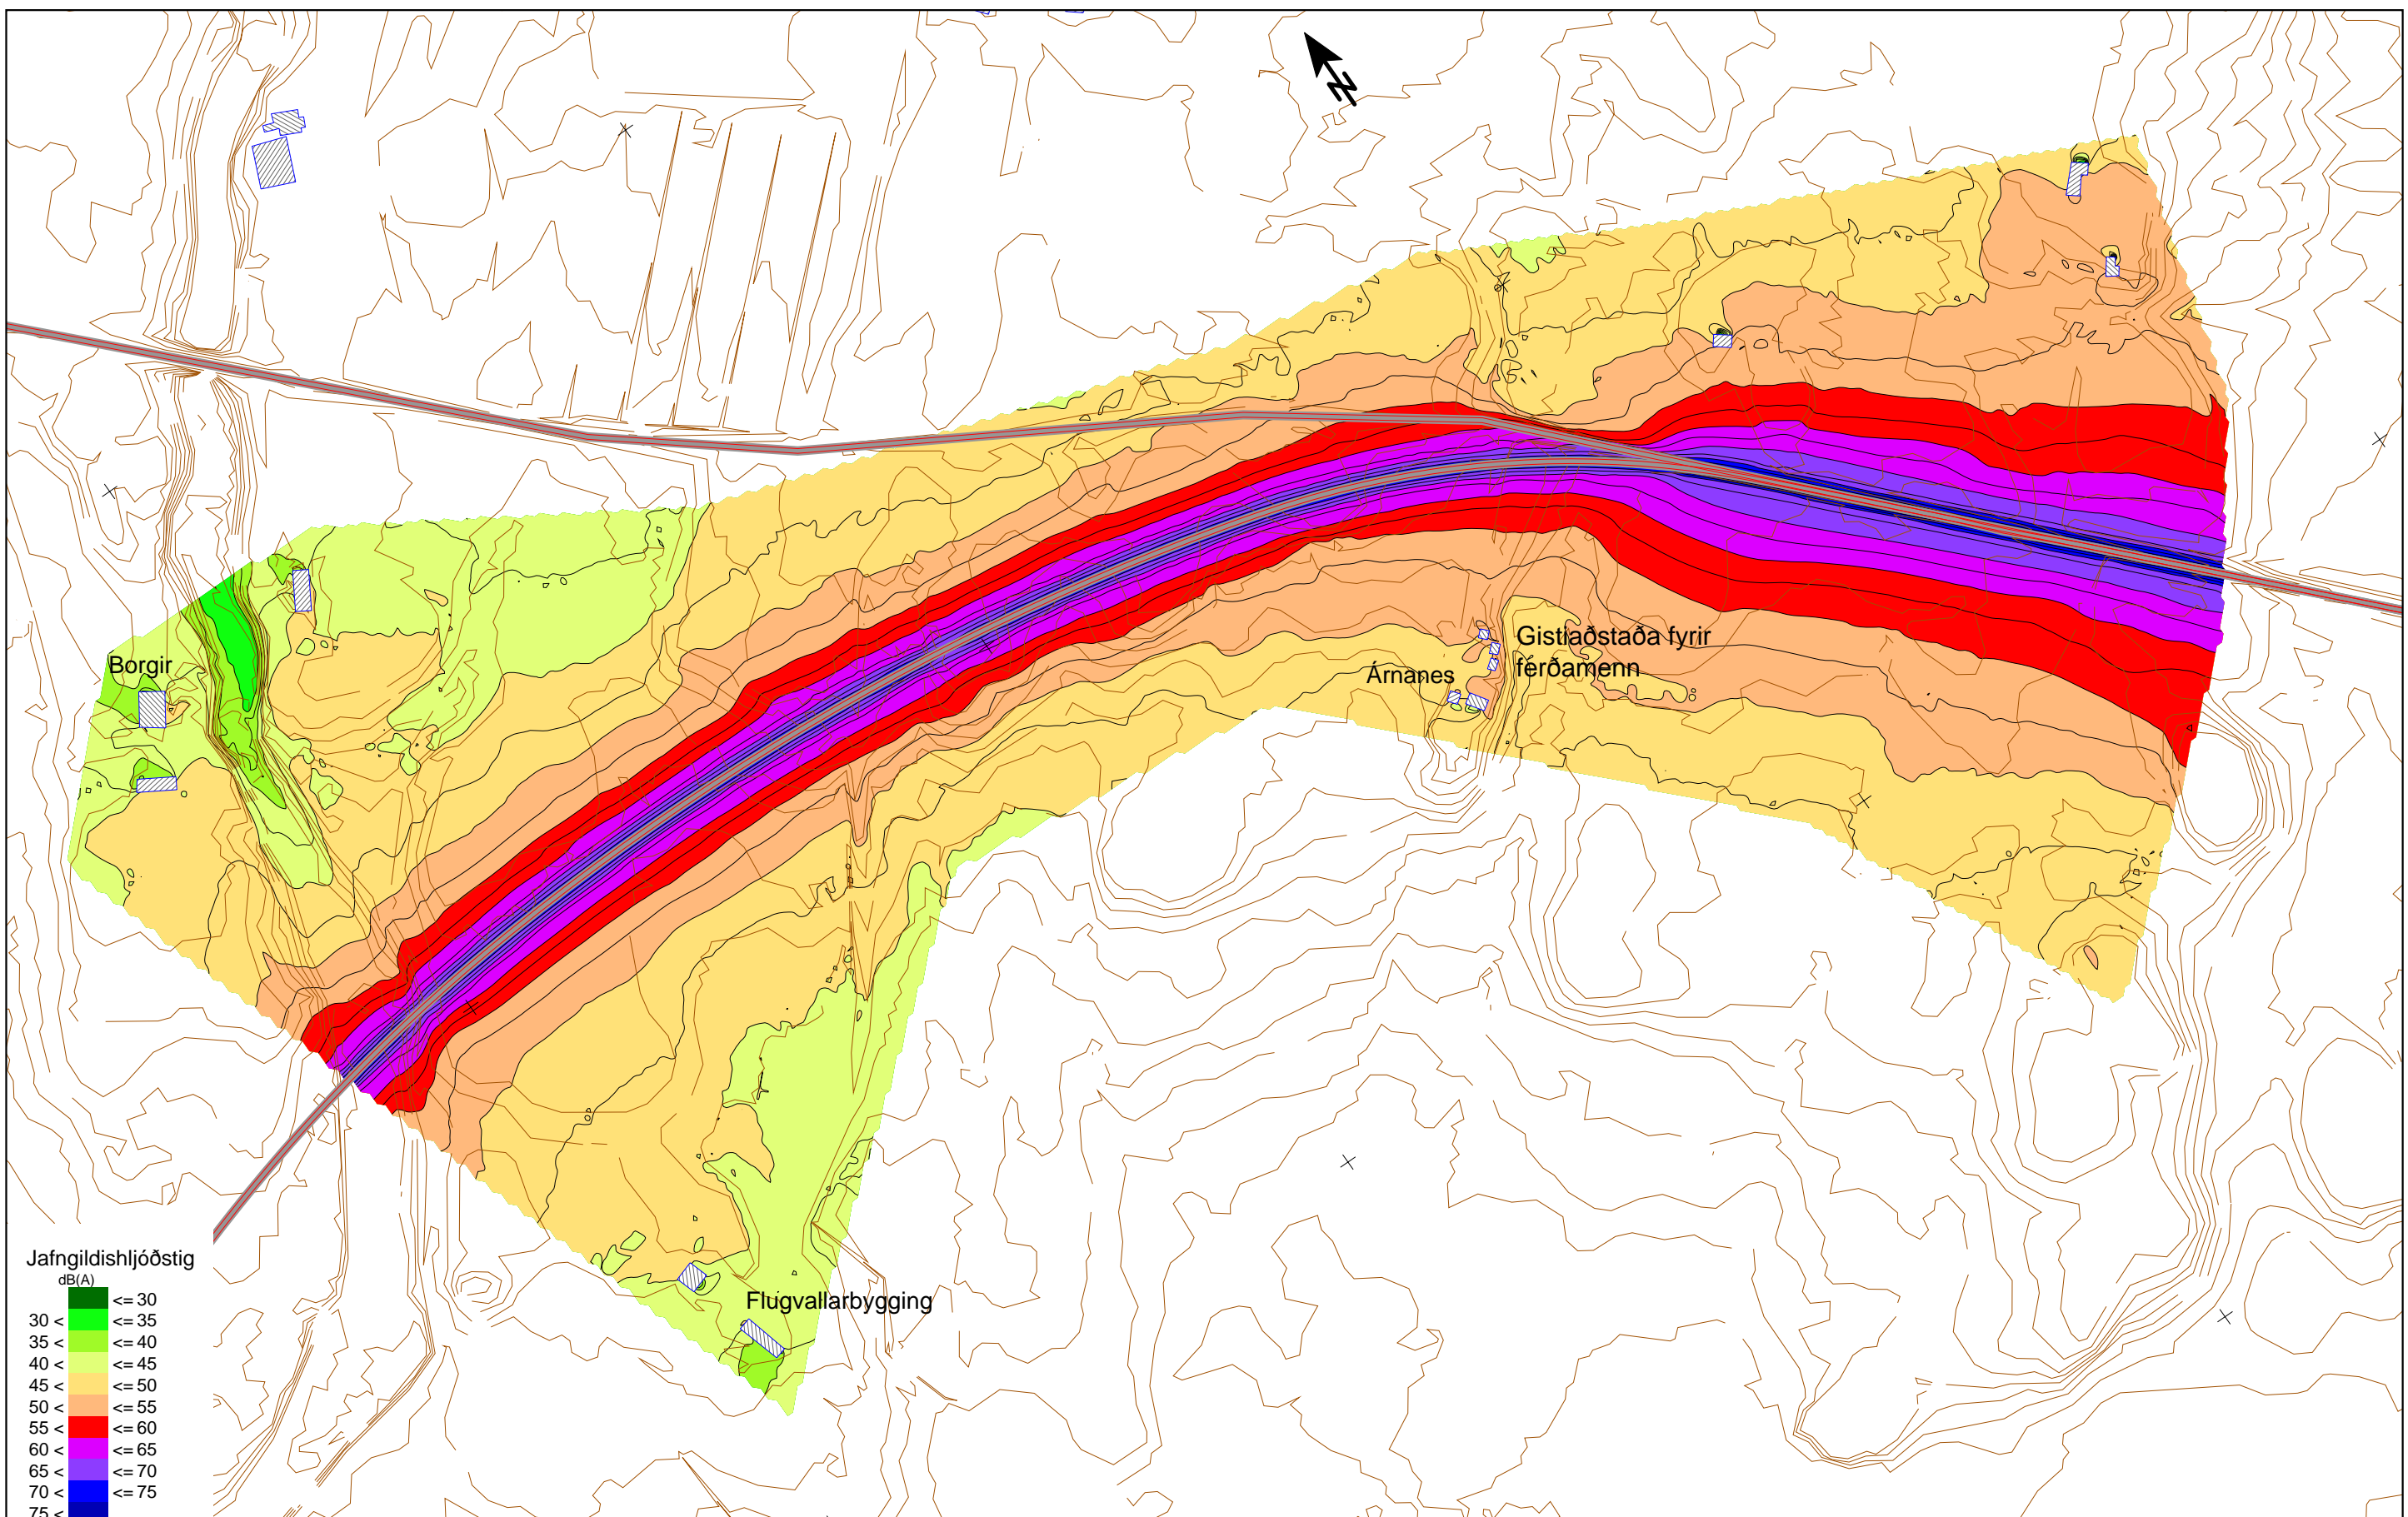 N
Borgir
Gistiaðstaða fyrir
ferðamenn
Árnanes
Flugvallarbygging
Jafngildishljóðstig
dB(A)
<= 30
30 < <= 35
35 < <= 40
40 < <= 45
45 < <= 50
50 < <= 55
55 < <= 60
60 < <= 65
65 < <= 70
70 < <= 75
75 <